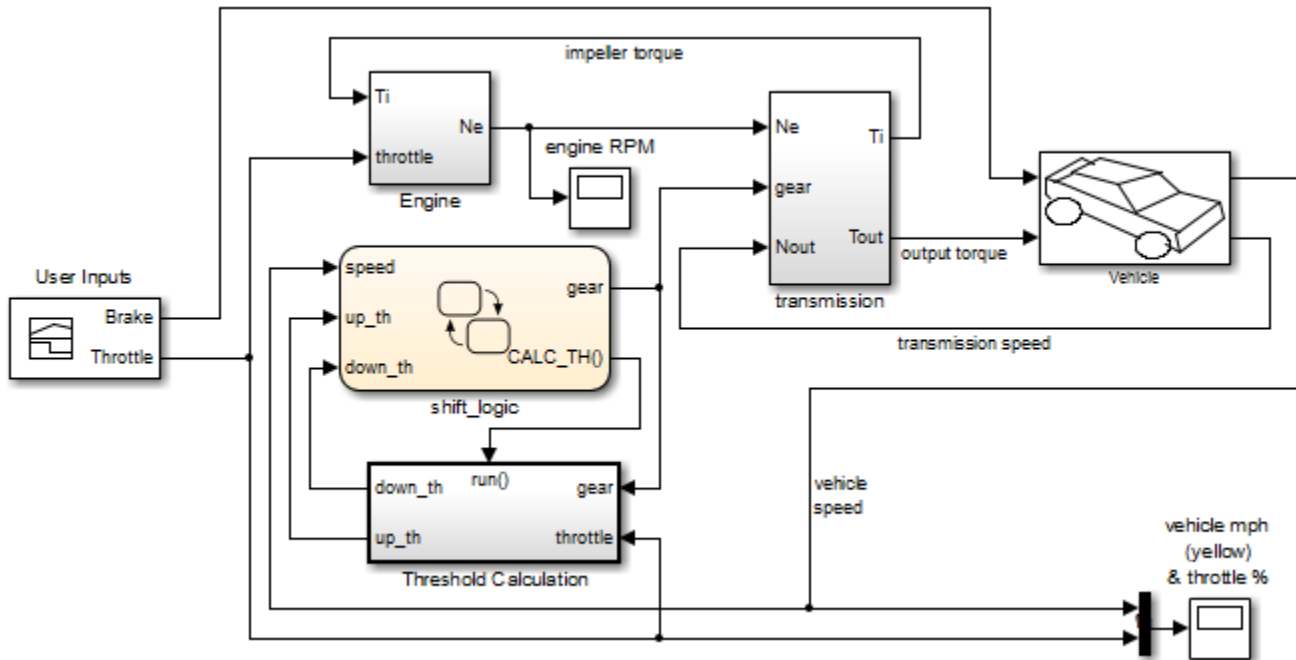 impeller torque
Ti
Ne
throttle
Engine
engine RPM
Ne
Ti
gear
Nout
Tout
transmission
output torque
Vehicle
transmission speed
User Inputs
Brake
Throttle
speed
gear
up_th
CALC_TH()
down_th
shift_logic
run()
down_th
gear
up_th
throttle
Threshold Calculation
vehicle
speed
vehicle mph
(yellow)
& throttle %